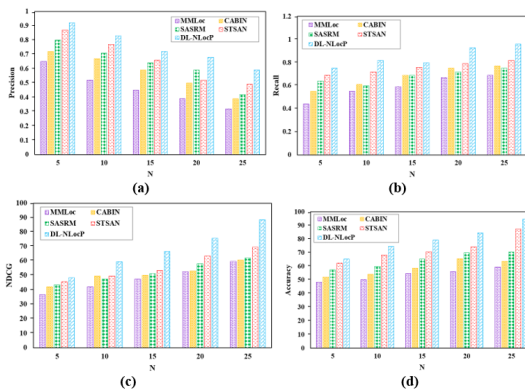 1
0.9
0.8
0.7
0.6
0.5
0.4
0.3
0.2
0.1
0
Precision
MMLoc CABIN
SASRM STSAN
DL-NLocP
5 10 15 20 25
N
(a)
1.2
1
0.8
0.6
0.4
0.2
0
Recall
MMLoc CABIN
SASRM STSAN
DL-NLocP
5 10 15 20 25
N
(b)
100
90
80
70
60
50
40
30
20
10
0
NDCG
MMLoc CABIN
SASRM STSAN
DL-NLocP
5 10 15 20 25
N
(c)
100
90
80
70
60
50
40
30
20
10
0
Accuracy
MMLoc CABIN
SASRM STSAN
DL-NLocP
5 10 15 20 25
N
(d)